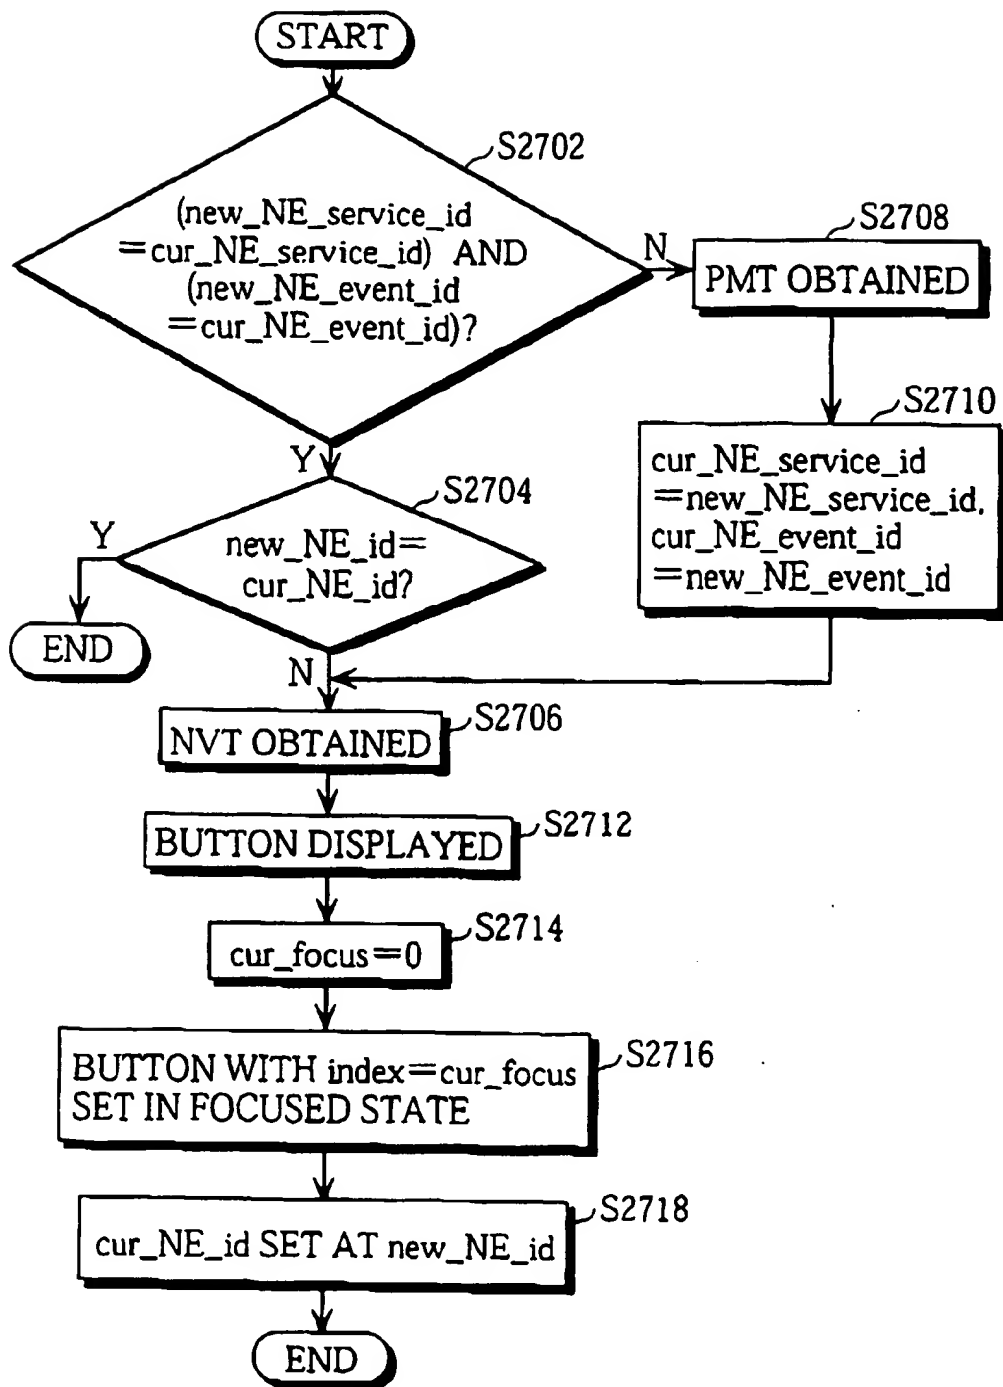 START
S2702
(new_NE_service_id
=cur_NE_service_id) AND
(new_NE_event_id
=cur_NE_event_id)?
N
S2708
PMT OBTAINED
S2710
cur_NE_service_id
=new_NE_service_id,
cur_NE_event_id
=new_NE_event_id
Y
S2704
new_NE_id=
cur_NE_id?
Y
END
N
S2706
NVT OBTAINED
S2712
BUTTON DISPLAYED
S2714
cur_focus=0
S2716
BUTTON WITH index=cur_focus
SET IN FOCUSED STATE
S2718
cur_NE_id SET AT new_NE_id
END